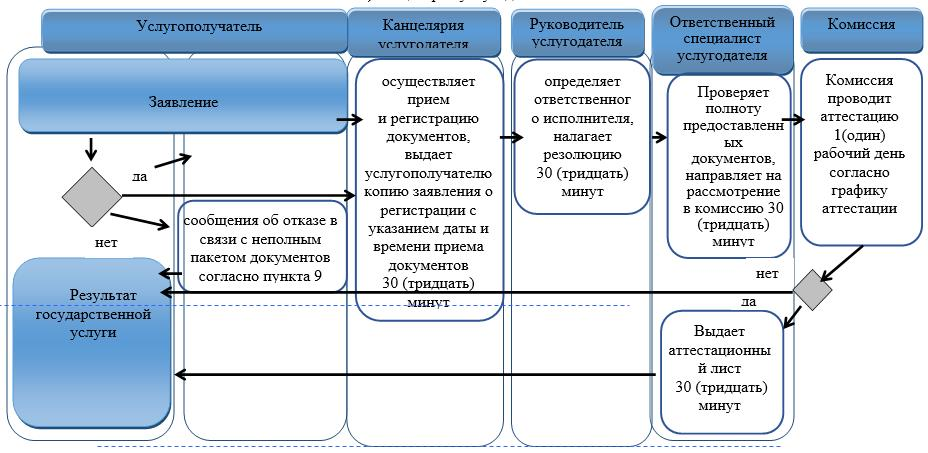 Услугополучатель
Канцелярия
услугодателя
Руководитель
услугодателя
Ответственный
специалист
услугодателя
Комиссия
Заявление
осуществляет
прием
и регистрацию
документов,
выдает
услугополучателю
копию заявления о
регистрации с
указанием даты и
времени приема
документов
30 (тридцать)
минут
определяет
ответственног
о исполнителя,
налагает
резолюцию
30 (тридцать)
минут
Проверяет
полноту
предоставленн
ых
документов,
направляет на
рассмотрение
в комиссию 30
(тридцать)
минут
Комиссия
проводит
аттестацию
1(один)
рабочий день
согласно
графику
аттестации
да
нет
сообщения об отказе в
связи с неполным
пакетом документов
согласно пункта 9
нет
да
Результат
государственной
услуги
Выдает
аттестационны
й лист
30 (тридцать)
минут